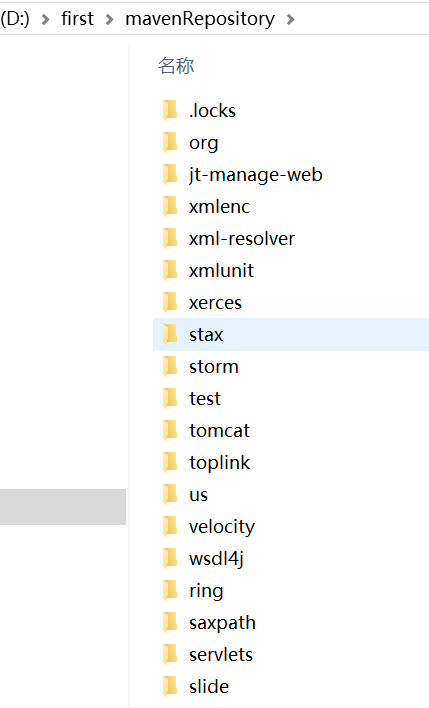 (D:) > first > mavenRepository >
名称
.locks
org
jt-manage-web
xmlenc
xml-resolver
xmlunit
xerces
stax
storm
test
tomcat
toplink
us
velocity
wsdl4j
ring
saxpath
servlets
slide